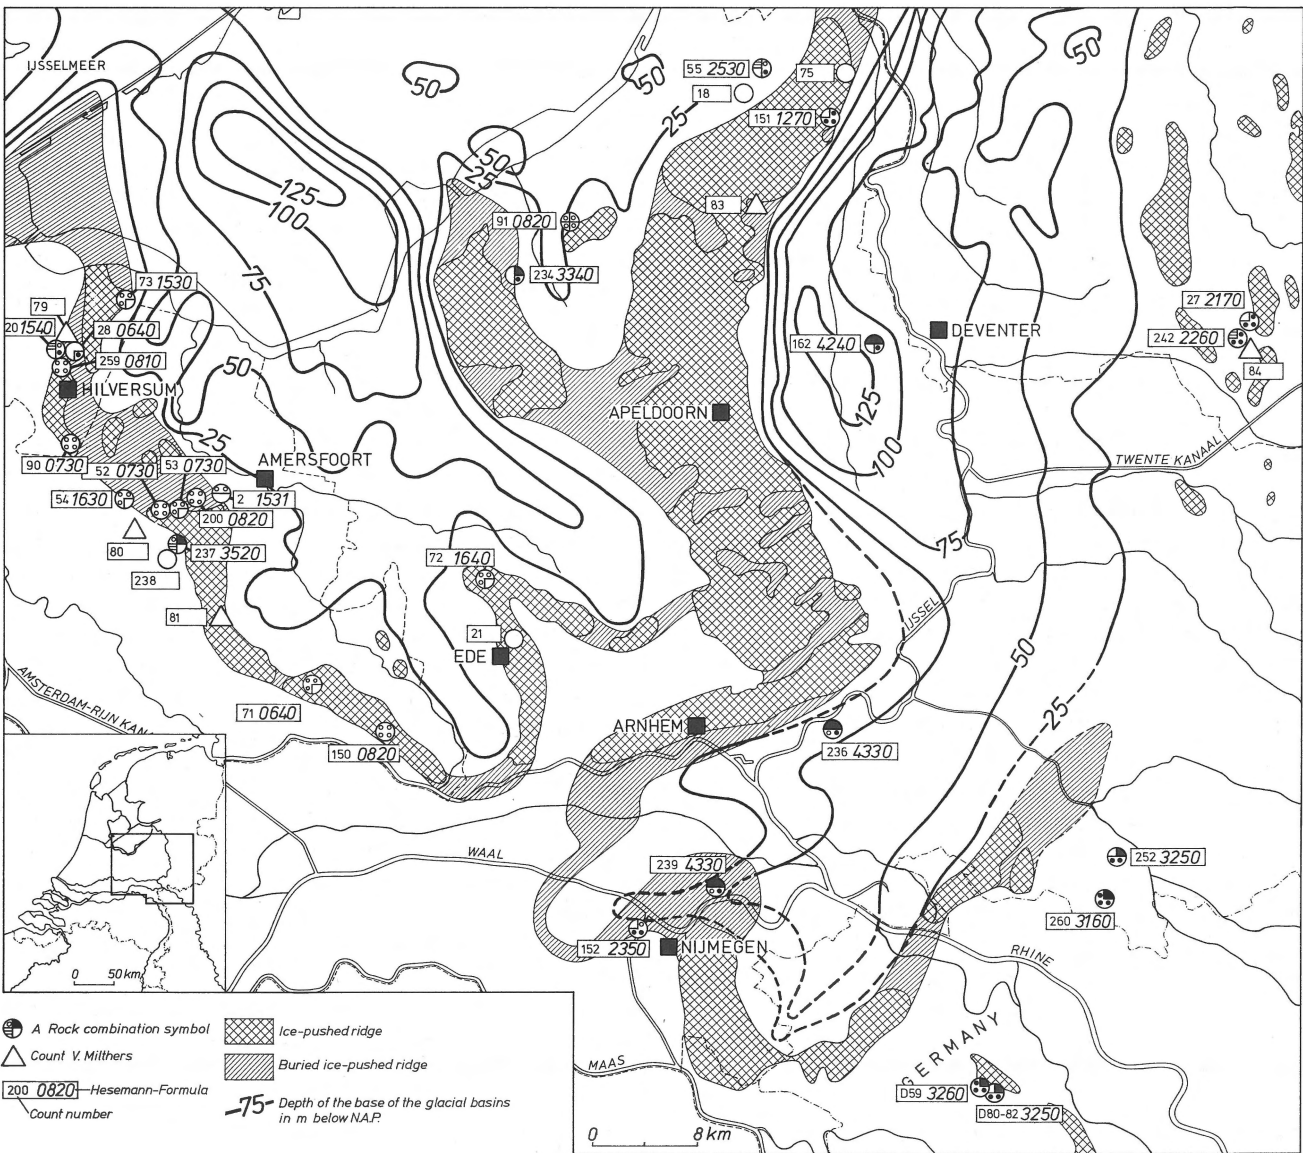 IJSSELMEER
50
50
50
55 2530
75
18
151 1270
25
50
25
125
100
83
91 0820
234 3340
73 1530
75
79
20 1540
28 0640
259 0810
27 2170
242 2260
84
162 4240
DEVENTER
HILVERSUM
50
APELDOORN
125
100
25
AMERSFOORT
TWENTE KANAAL
90 0730
52 0730
53 0730
54 1630
2 1531
200 0820
80
237 3520
238
72 1640
75
81
21
EDE
IJSSEL
50
AMSTERDAM-RIJN KANA
71 0640
150 0820
ARNHEM
236 4330
25
WAAL
239 4330
252 3250
260 3160
152 2350
NIJMEGEN
RHINE
0 50 km
GERMANY
MAAS
D59 3260
D80-82 3250
0 8 km
A Rock combination symbol
Count V. Milthers
200 0820 Hesemann-Formula
Count number
Ice-pushed ridge
Buried ice-pushed ridge
75 Depth of the base of the glacial basins
in m below N.A.P.